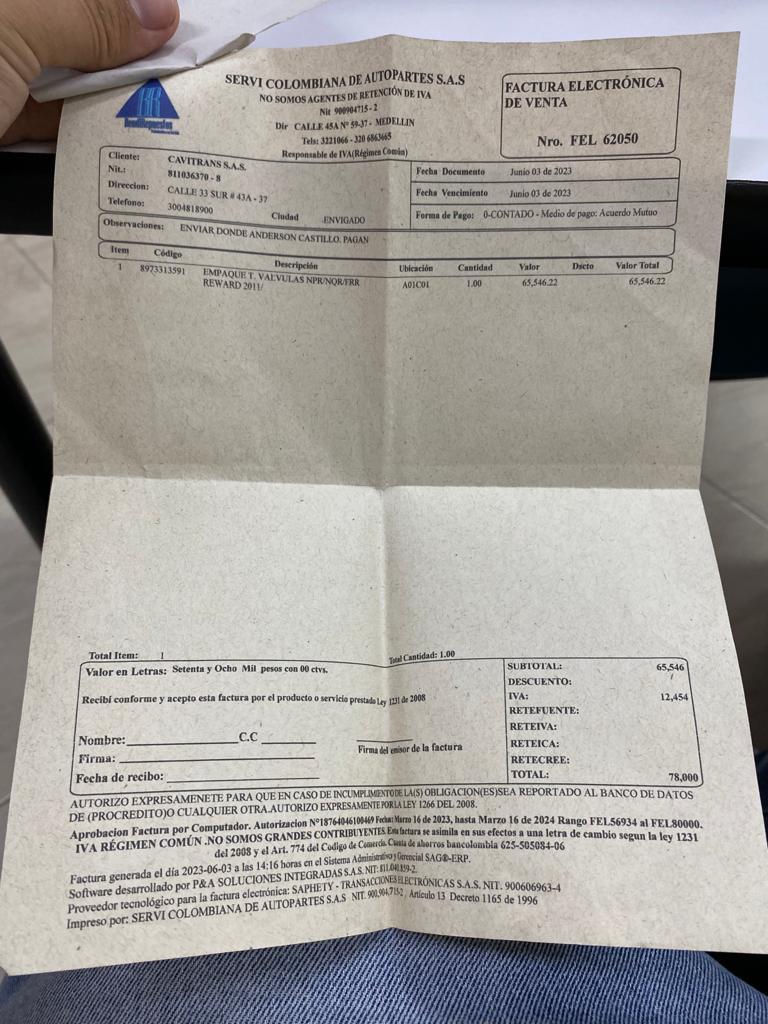 SERVI COLOMBIANA DE AUTOPARTES S.A.S
NO SOMOS AGENTES DE RETENCIÓN DE IVA
Nit 900904715 - 2
Dir CALLE 45A Nº 59-37 - MEDELLIN
Tels: 3221066 - 320 6863665
Responsable de IVA(Régimen Común)
FACTURA ELECTRÓNICA
DE VENTA
Nro. FEL 62050
Cliente: CAVITRANS S.A.S.
Nit.: 811036370 - 8
Direccion: CALLE 33 SUR # 43A - 37
Telefono: 3004818900 Ciudad ENVIGADO
Fecha Documento Junio 03 de 2023
Fecha Vencimiento Junio 03 de 2023
Forma de Pago: 0-CONTADO - Medio de pago: Acuerdo Mutuo
Observaciones: ENVIAR DONDE ANDERSON CASTILLO. PAGAN
Item Código Descripción Ubicación Cantidad Valor Dscto Valor Total
1 8973313591 EMPAQUE T. VALVULAS NPR/NQR/FRR A01C01 1.00 65,546.22 65,546.22
REWARD 2011/
Total Item: 1 Total Cantidad: 1.00
Valor en Letras: Setenta y Ocho Mil pesos con 00 ctvs.
Recibí conforme y acepto esta factura por el producto o servicio prestado Ley 1231 de 2008
Nombre: C.C
Firma: Firma del emisor de la factura
Fecha de recibo:
SUBTOTAL: 65,546
DESCUENTO:
IVA: 12,454
RETEFUENTE:
RETEIVA:
RETEICA:
RETECREE:
TOTAL: 78,000
AUTORIZO EXPRESAMENETE PARA QUE EN CASO DE INCUMPLIMIENTO DE LA(S) OBLIGACION(ES)SEA REPORTADO AL BANCO DE DATOS
DE (PROCREDITO)O CUALQUIER OTRA.AUTORIZO EXPRESAMENTE POR LA LEY 1266 DEL 2008.
Aprobacion Factura por Computador. Autorizacion Nº18764046100469 Fecha: Marzo 16 de 2023, hasta Marzo 16 de 2024 Rango FEL56934 al FEL80000.
IVA RÉGIMEN COMÚN .NO SOMOS GRANDES CONTRIBUYENTES. Esta factura se asimila en sus efectos a una letra de cambio segun la ley 1231
del 2008 y el Art. 774 del Codigo de Comercio. Cuenta de ahorros bancolombia 625-505084-06
Factura generada el día 2023-06-03 a las 14:16 horas en el Sistema Administrativo y Gerencial SAG®-ERP.
Software desarrollado por P&A SOLUCIONES INTEGRADAS S.A.S. NIT:
Proveedor tecnológico para la factura electrónica: SAPHETY - TRANSACCIONES ELECTRÓNICAS S.A.S. NIT. 900606963-4
Impreso por: SERVI COLOMBIANA DE AUTOPARTES S.A.S NIT. 900,904,715-2 , Artículo 13 Decreto 1165 de 1996